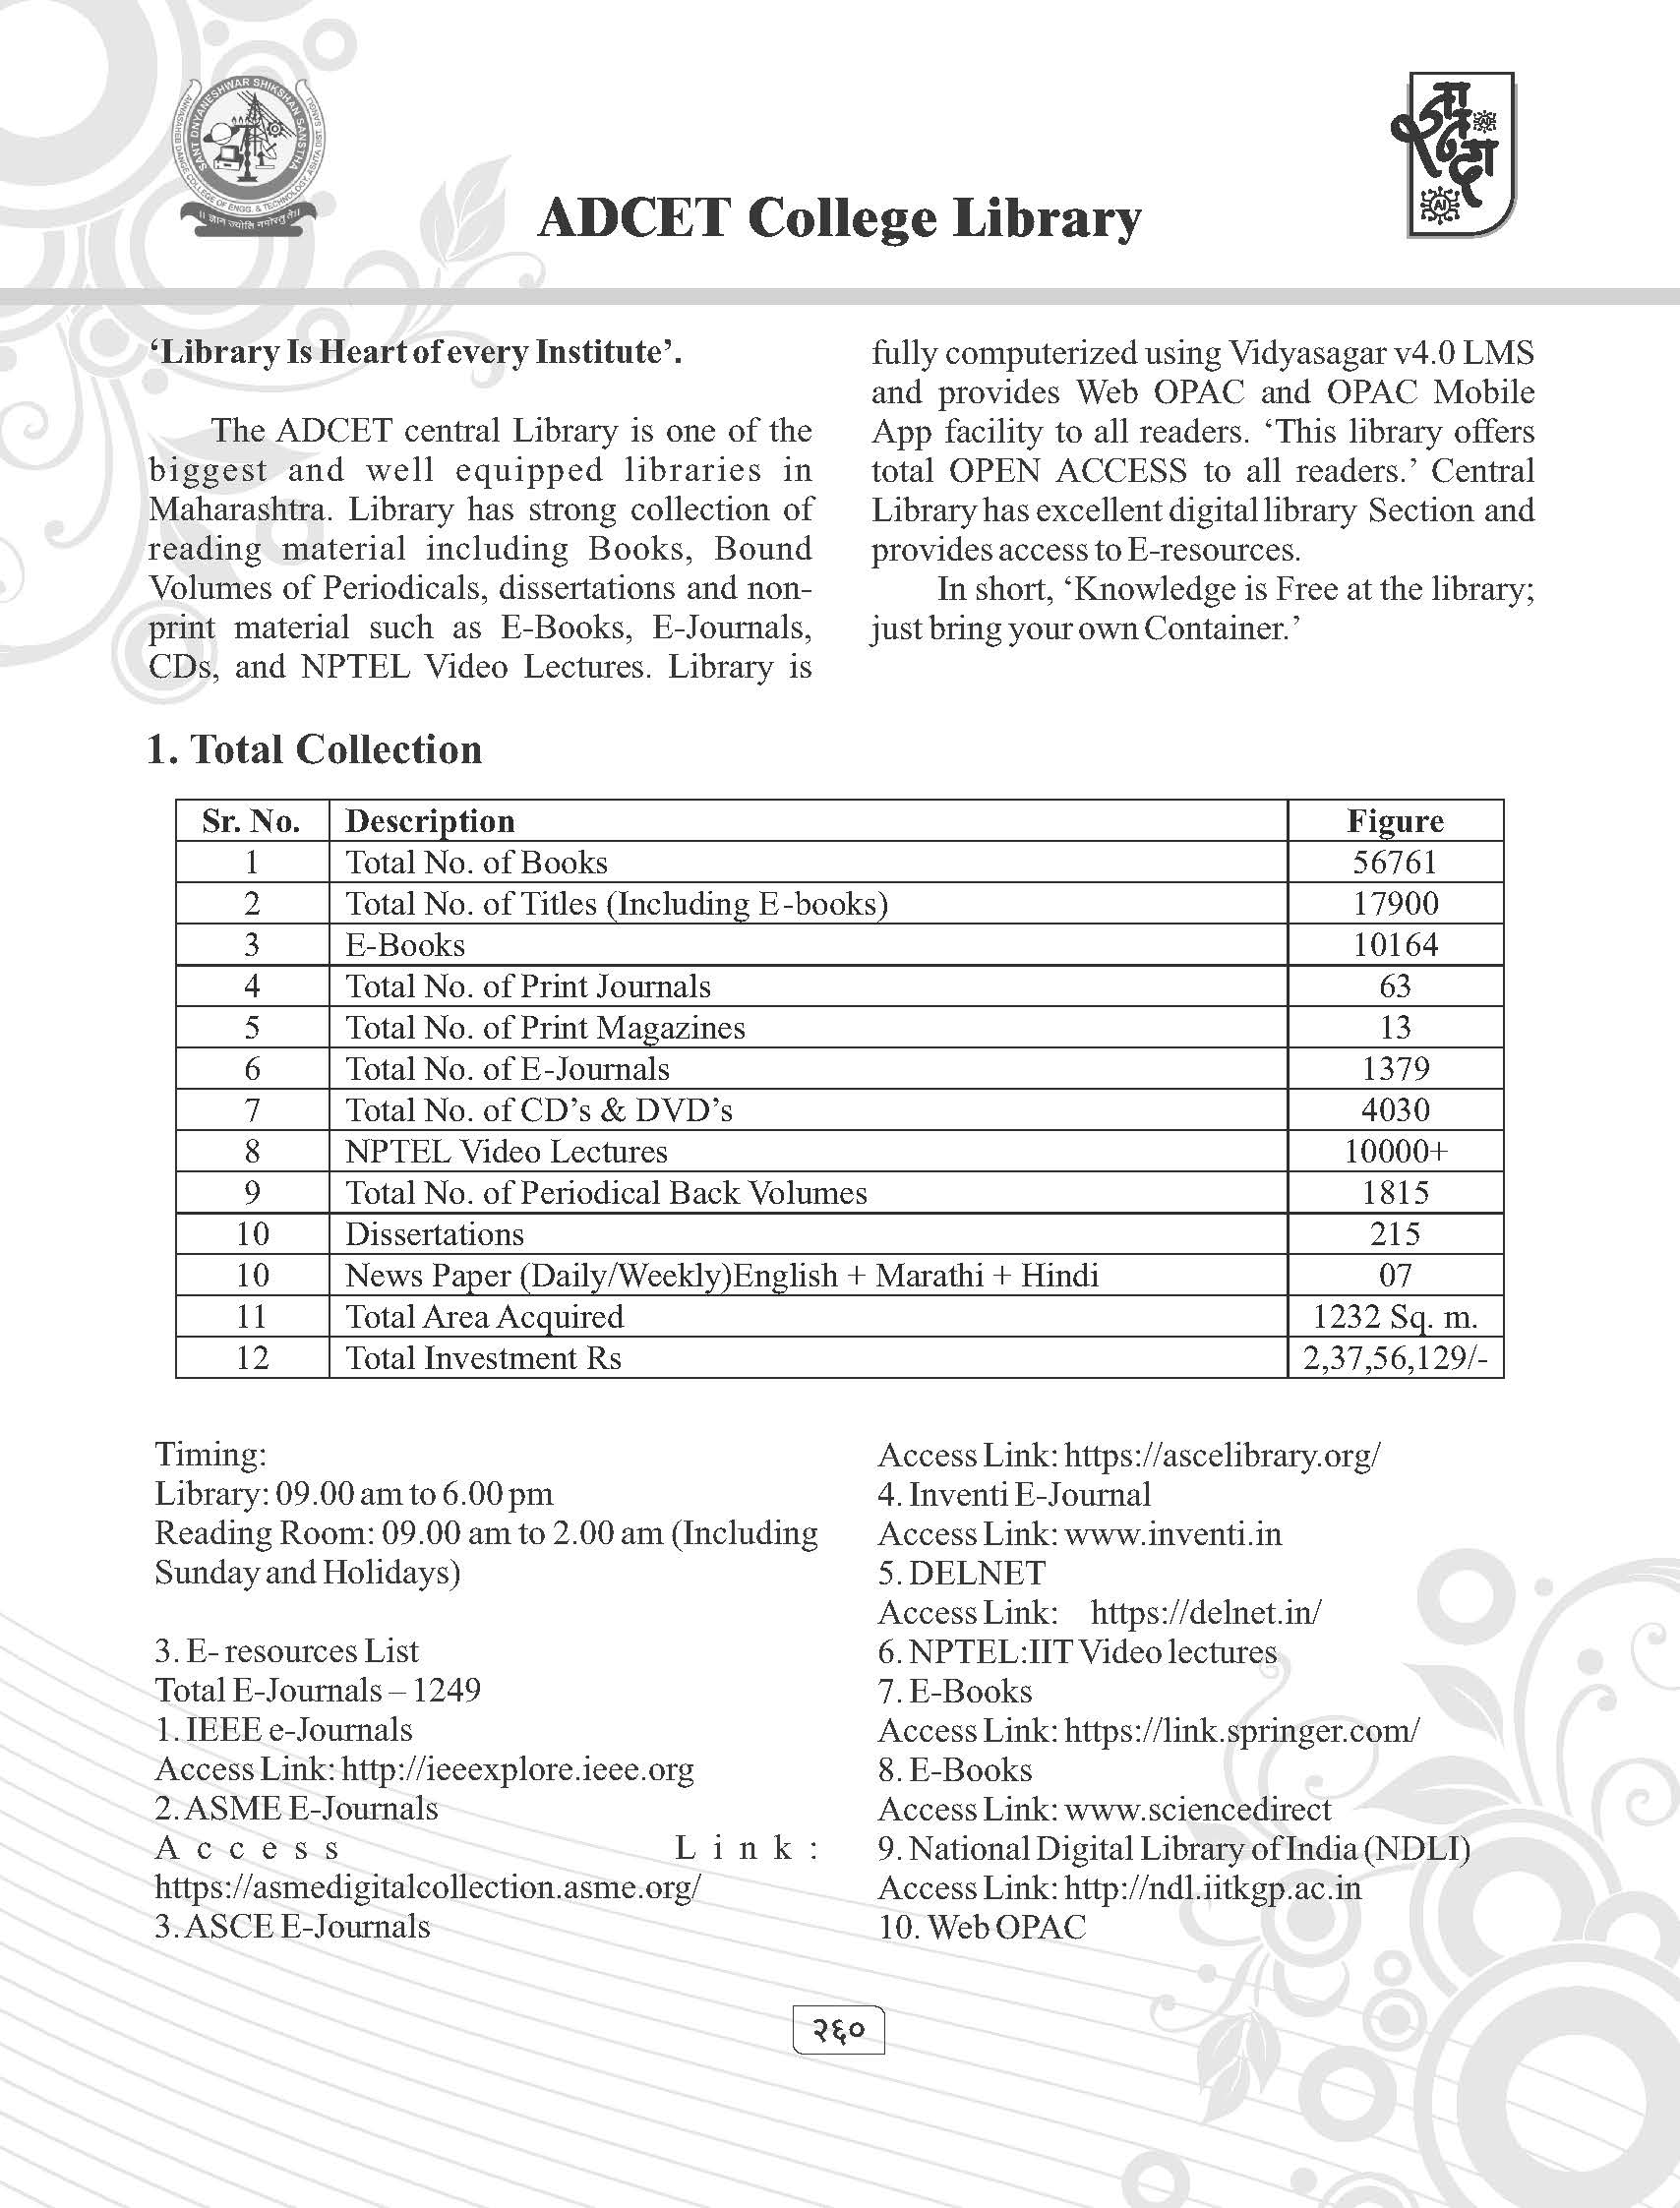 SANT DNYANESHWAR SHIKSHAN SANSTHA
ANNASAHEB DANGE COLLEGE OF ENGG. & TECHNOLOGY, ASHTA DIST. SANGLI
AI
AI
ADCET College Library
‘Library Is Heart of every Institute’.
The ADCET central Library is one of the
biggest and well equipped libraries in
Maharashtra. Library has strong collection of
reading material including Books, Bound
Volumes of Periodicals, dissertations and non-
print material such as E-Books, E-Journals,
CDs, and NPTEL Video Lectures. Library is
fully computerized using Vidyasagar v4.0 LMS
and provides Web OPAC and OPAC Mobile
App facility to all readers. ‘This library offers
total OPEN ACCESS to all readers.’ Central
Library has excellent digital library Section and
provides access to E-resources.
In short, ‘Knowledge is Free at the library;
just bring your own Container.’
1. Total Collection
Sr. No. Description Figure
1 Total No. of Books 56761
2 Total No. of Titles (Including E-books) 17900
3 E-Books 10164
4 Total No. of Print Journals 63
5 Total No. of Print Magazines 13
6 Total No. of E-Journals 1379
7 Total No. of CD’s & DVD’s 4030
8 NPTEL Video Lectures 10000+
9 Total No. of Periodical Back Volumes 1815
10 Dissertations 215
10 News Paper (Daily/Weekly)English + Marathi + Hindi 07
11 Total Area Acquired 1232 Sq. m.
12 Total Investment Rs 2,37,56,129/-
Timing:
Library: 09.00 am to 6.00 pm
Reading Room: 09.00 am to 2.00 am (Including
Sunday and Holidays)
3. E- resources List
Total E-Journals – 1249
1. IEEE e-Journals
Access Link: http://ieeexplore.ieee.org
2. ASME E-Journals
A c c e s s L i n k :
https://asmedigitalcollection.asme.org/
3. ASCE E-Journals
Access Link: https://ascelibrary.org/
4. Inventi E-Journal
Access Link: www.inventi.in
5. DELNET
Access Link: https://delnet.in/
6. NPTEL:IIT Video lectures
7. E-Books
Access Link: https://link.springer.com/
8. E-Books
Access Link: www.sciencedirect
9. National Digital Library of India (NDLI)
Access Link: http://ndl.iitkgp.ac.in
10. Web OPAC
२६०